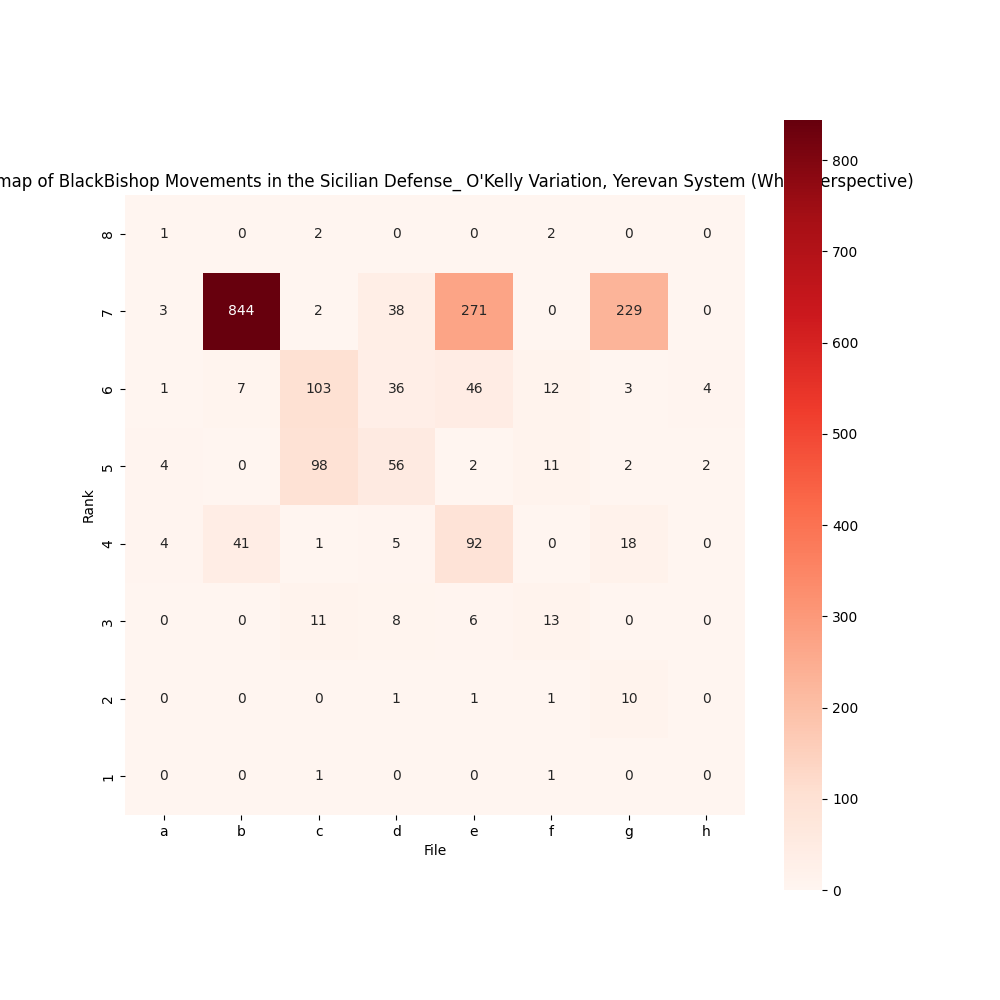 map of BlackBishop Movements in the Sicilian Defense_ O'Kelly Variation, Yerevan System (Wh erspective)
8 1 0 2 0 0 2 0 0
7 3 844 2 38 271 0 229 0
6 1 7 103 36 46 12 3 4
5 4 0 98 56 2 11 2 2
Rank
4 4 41 1 5 92 0 18 0
3 0 0 11 8 6 13 0 0
2 0 0 0 1 1 1 10 0
1 0 0 1 0 0 1 0 0
a b c d e f g h
File
800
700
600
500
400
300
200
100
0